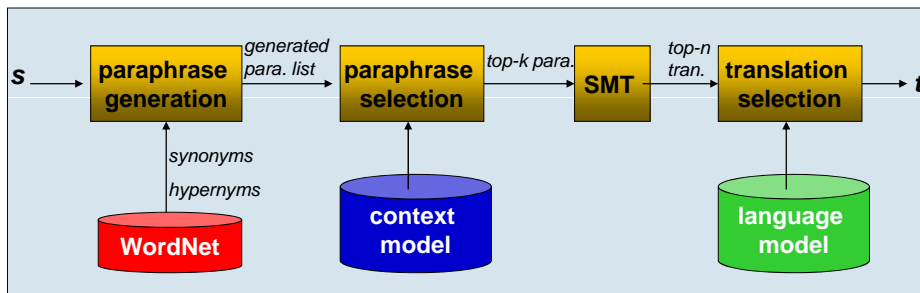 s
paraphrase
generation
generated
para. list
paraphrase
selection
top-k para.
SMT
top-n
tran.
translation
selection
t
synonyms
hypernyms
WordNet
context
model
language
model